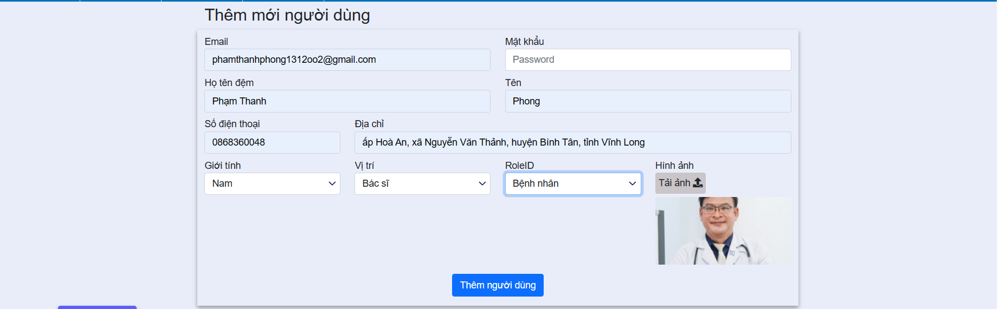 Thêm mới người dùng
Email
Mật khẩu
phamthanhphong1312oo2@gmail.com
Password
Họ tên đệm
Tên
Phạm Thanh
Phong
Số điện thoại
Địa chỉ
0868360048
ấp Hoà An, xã Nguyễn Văn Thảnh, huyện Bình Tân, tỉnh Vĩnh Long
Giới tính
Vị trí
RoleID
Hình ảnh
Nam
Bác sĩ
Bệnh nhân
Tải ảnh
Thêm người dùng